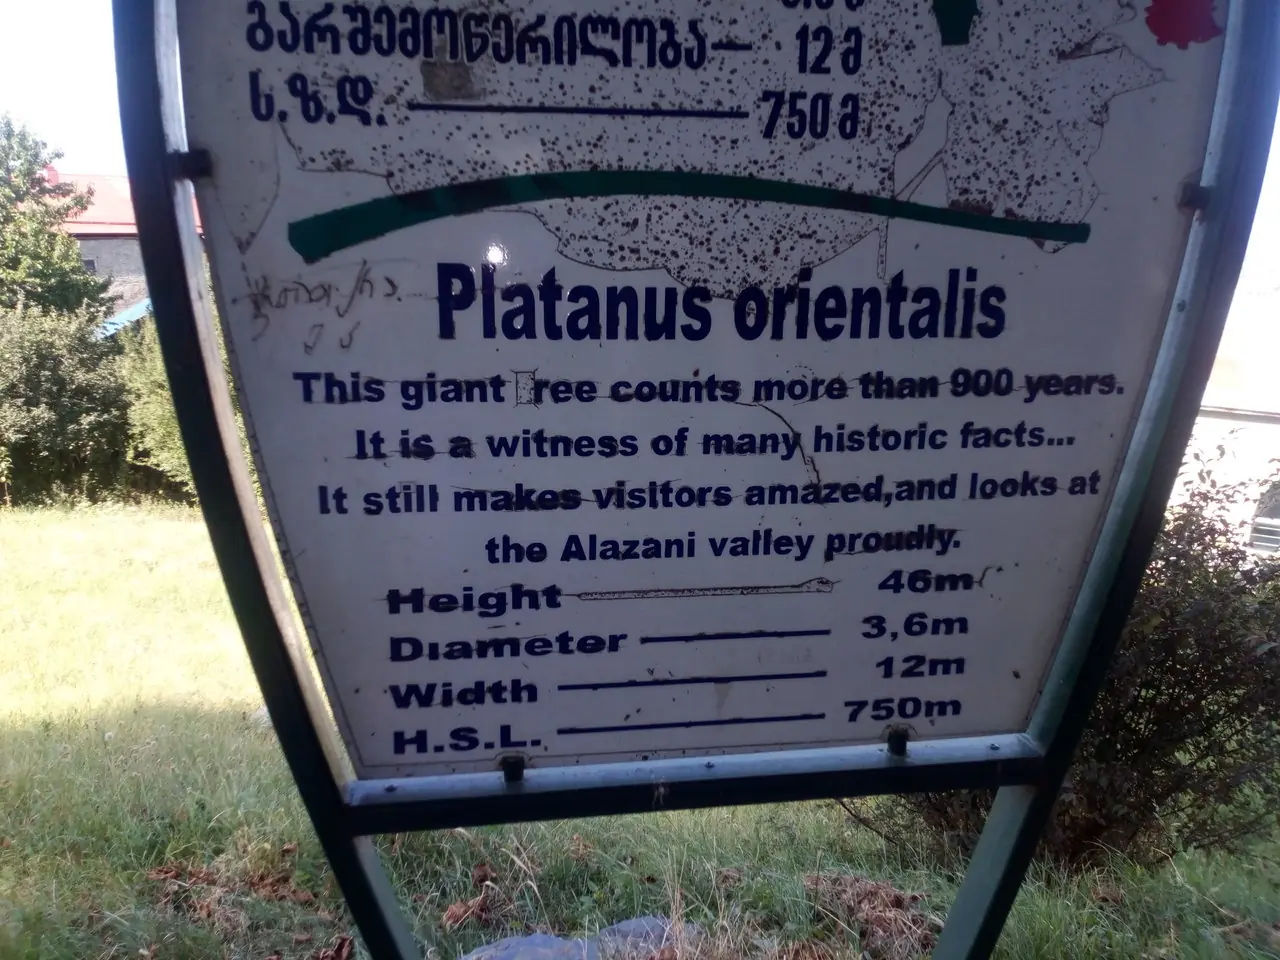 გარშემოწერილობა— 12მ
ს.ზ.დ. — 750მ
Platanus orientalis
This giant ree counts more than 900 years.
It is a witness of many historic facts...
It still makes visitors amazed,and looks at
the Alazani valley proudly.
Height — 46m
Diameter — 3,6m
Width — 12m
H.S.L. — 750m